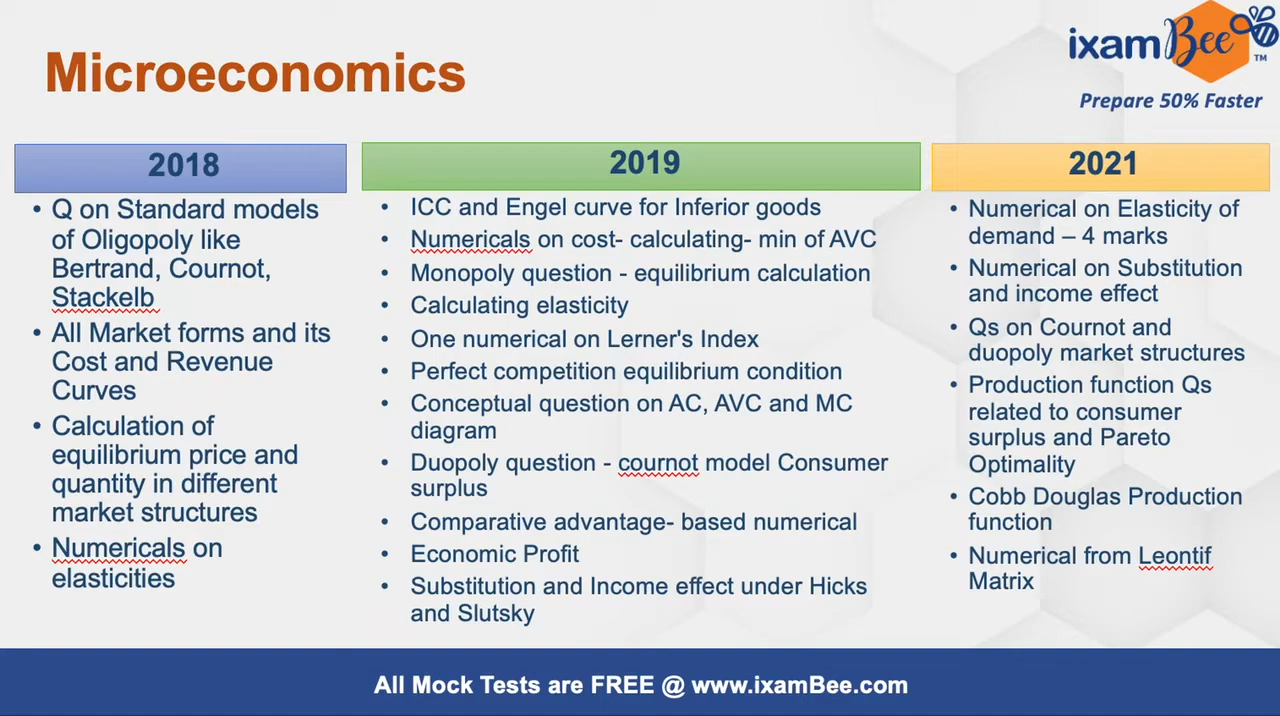 Microeconomics
ixamBee™
Prepare 50% Faster
2018
• Q on Standard models
of Oligopoly like
Bertrand, Cournot,
Stackelb
• All Market forms and its
Cost and Revenue
Curves
• Calculation of
equilibrium price and
quantity in different
market structures
• Numericals on
elasticities
2019
• ICC and Engel curve for Inferior goods
• Numericals on cost- calculating- min of AVC
• Monopoly question - equilibrium calculation
• Calculating elasticity
• One numerical on Lerner's Index
• Perfect competition equilibrium condition
• Conceptual question on AC, AVC and MC
diagram
• Duopoly question - cournot model Consumer
surplus
• Comparative advantage- based numerical
• Economic Profit
• Substitution and Income effect under Hicks
and Slutsky
2021
• Numerical on Elasticity of
demand – 4 marks
• Numerical on Substitution
and income effect
• Qs on Cournot and
duopoly market structures
• Production function Qs
related to consumer
surplus and Pareto
Optimality
• Cobb Douglas Production
function
• Numerical from Leontif
Matrix
All Mock Tests are FREE @ www.ixamBee.com